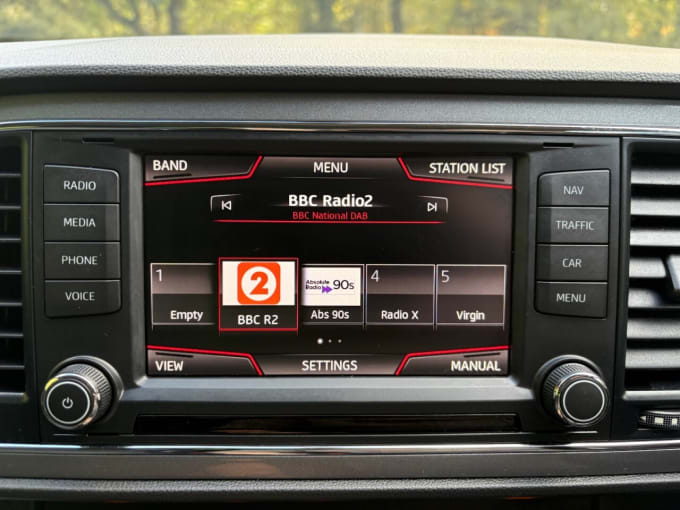 BAND MENU STATION LIST
RADIO
MEDIA
PHONE
VOICE
BBC Radio2
BBC National DAB
1 2 Absolute Radio 90s 4 5
Empty BBC R2 Abs 90s Radio X Virgin
VIEW SETTINGS MANUAL
NAV
TRAFFIC
CAR
MENU